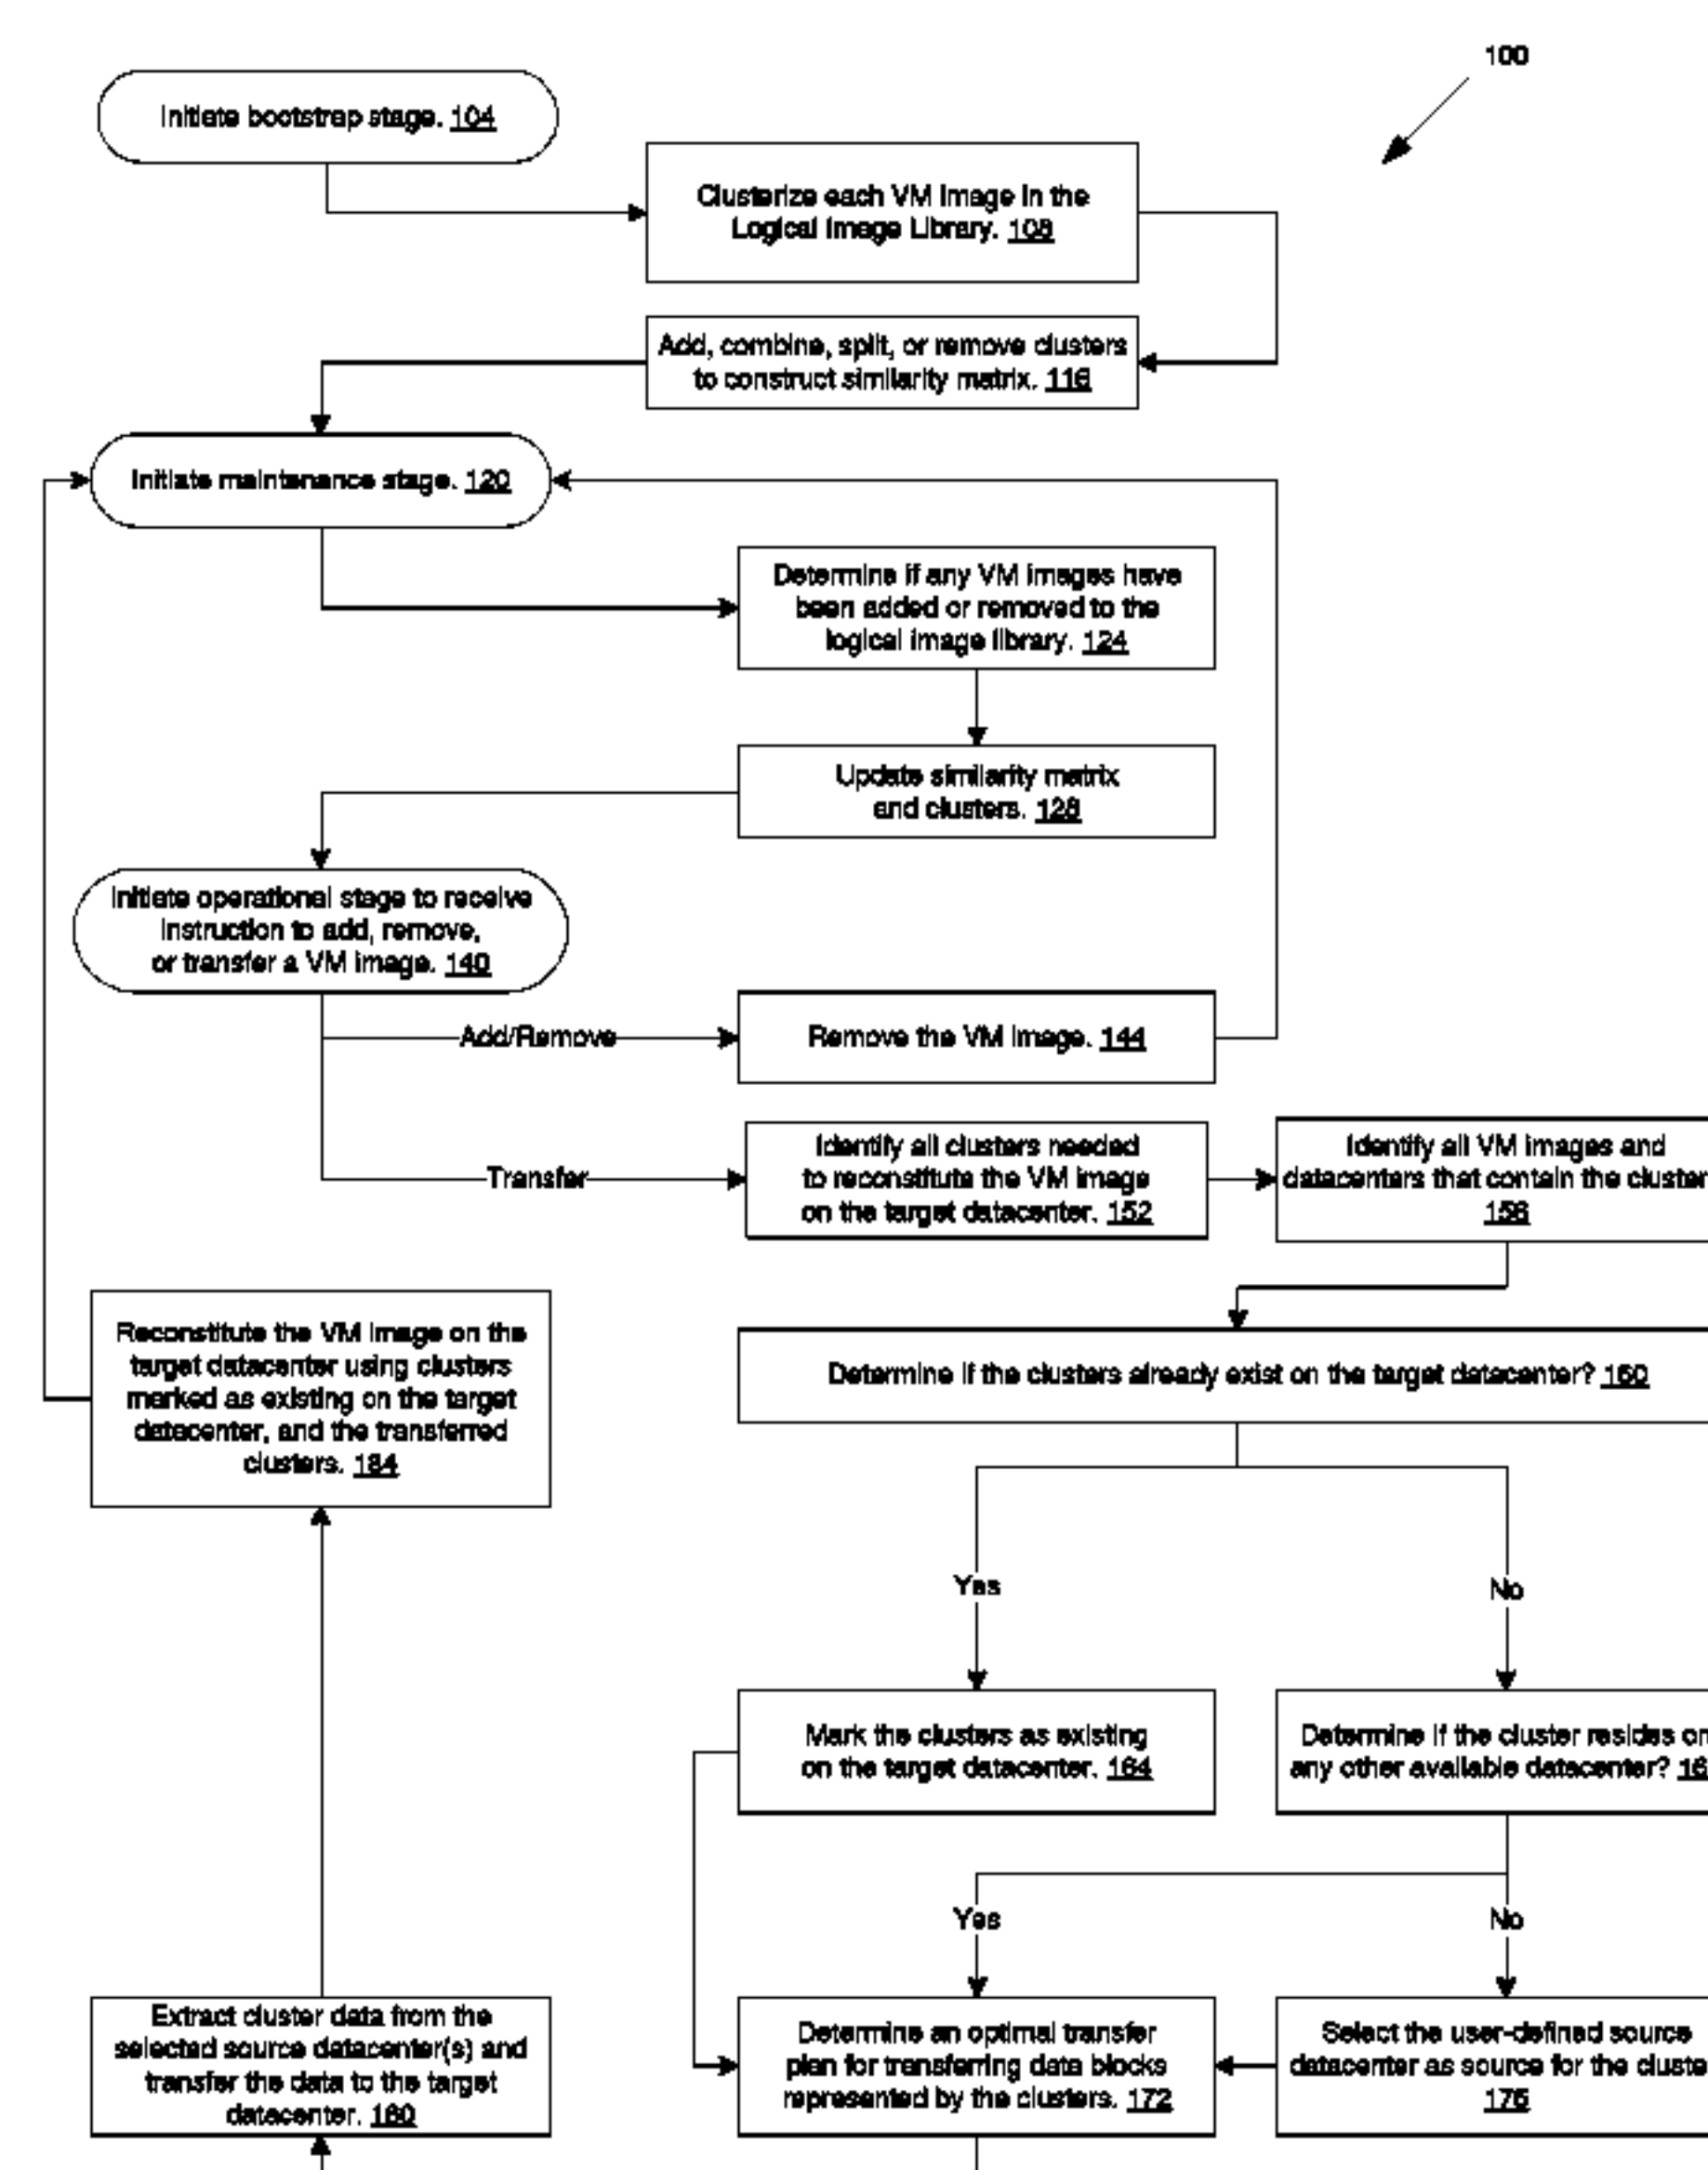 100
Initiate bootstrap stage. 104
Clusterize each VM image in the
Logical Image Library. 108
Add, combine, split, or remove clusters
to construct similarity matrix. 116
Initiate maintenance stage. 120
Determine if any VM images have
been added or removed to the
logical image library. 124
Update similarity matrix
and clusters. 128
Initiate operational stage to receive
instruction to add, remove,
or transfer a VM image. 140
Add/Remove
Remove the VM image. 144
Transfer
Identify all clusters needed
to reconstitute the VM image
on the target datacenter. 152
Identify all VM images and
datacenters that contain the cluster
156
Reconstitute the VM image on the
target datacenter using clusters
marked as existing on the target
datacenter, and the transferred
clusters. 184
Determine if the clusters already exist on the target datacenter? 160
Yes
No
Mark the clusters as existing
on the target datacenter. 164
Determine if the cluster resides on
any other available datacenter? 16
Yes
No
Extract cluster data from the
selected source datacenter(s) and
transfer the data to the target
datacenter. 180
Determine an optimal transfer
plan for transferring data blocks
represented by the clusters. 172
Select the user-defined source
datacenter as source for the cluste
176